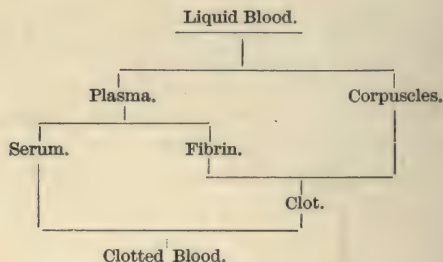 Liquid Blood.
Plasma. Corpuscles.
Serum. Fibrin.
Clot.
Clotted Blood.